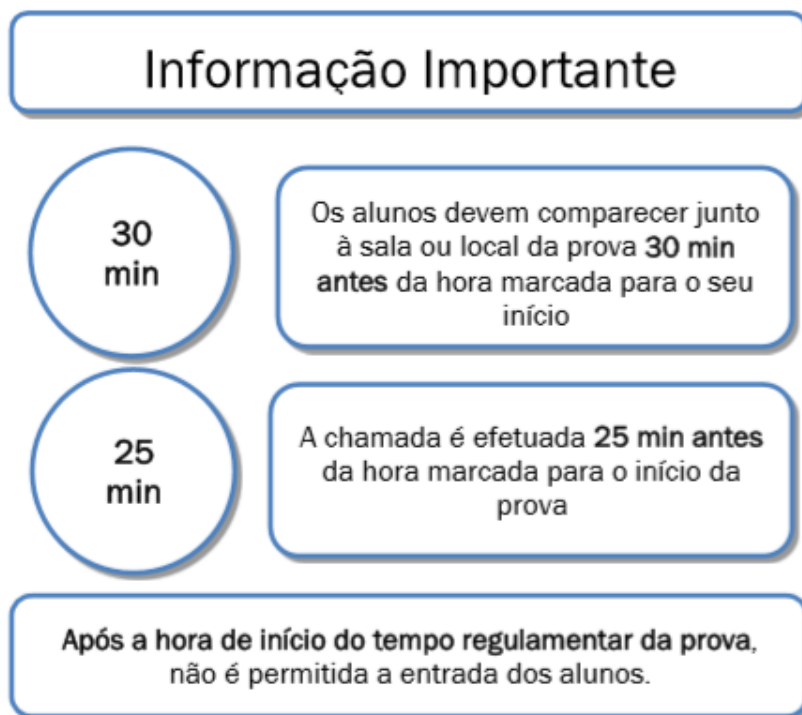 Informação Importante
30
min
Os alunos devem comparecer junto
à sala ou local da prova 30 min
antes da hora marcada para o seu
início
25
min
A chamada é efetuada 25 min antes
da hora marcada para o início da
prova
Após a hora de início do tempo regulamentar da prova,
não é permitida a entrada dos alunos.